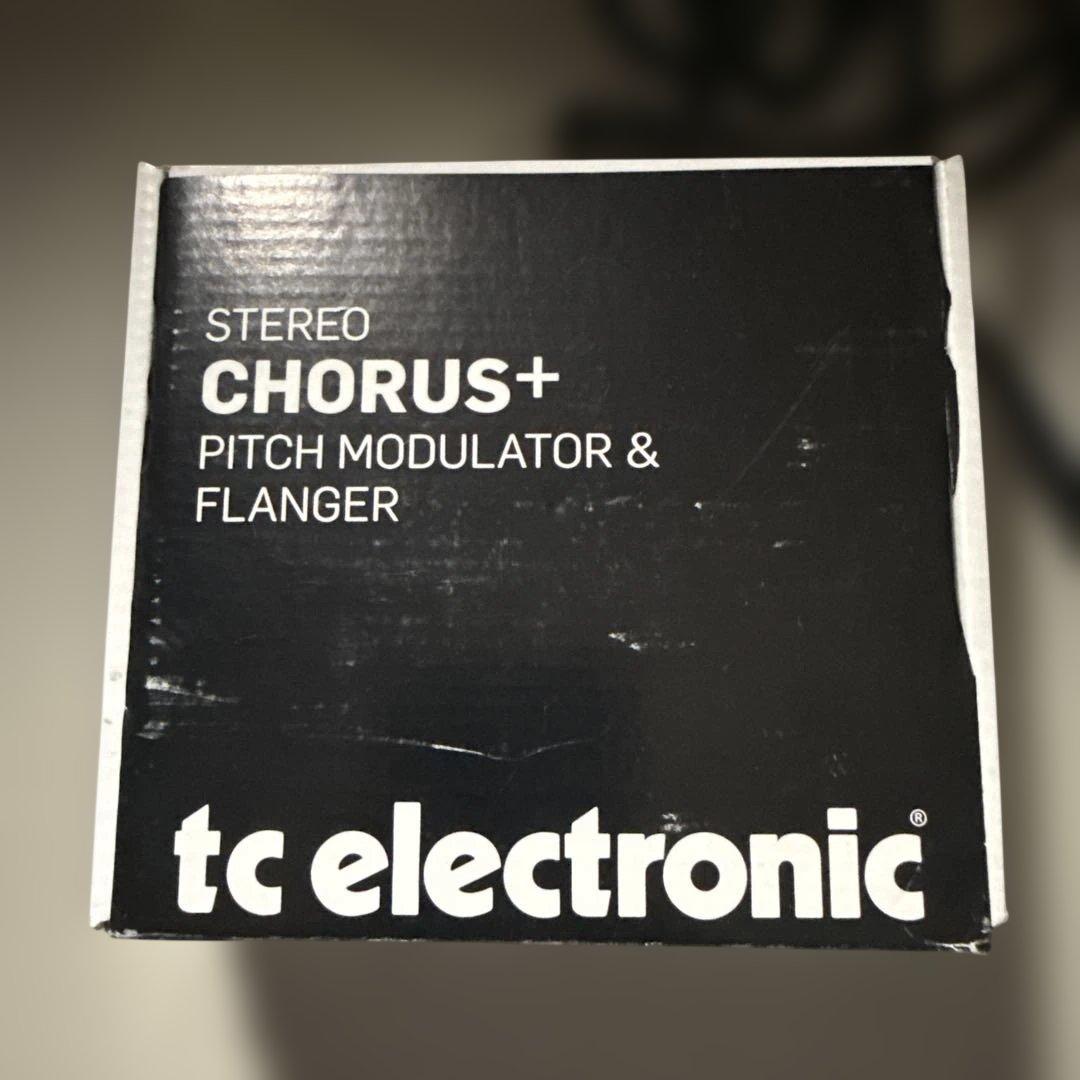 STEREO
CHORUS+
PITCH MODULATOR &
FLANGER
tc electronic®